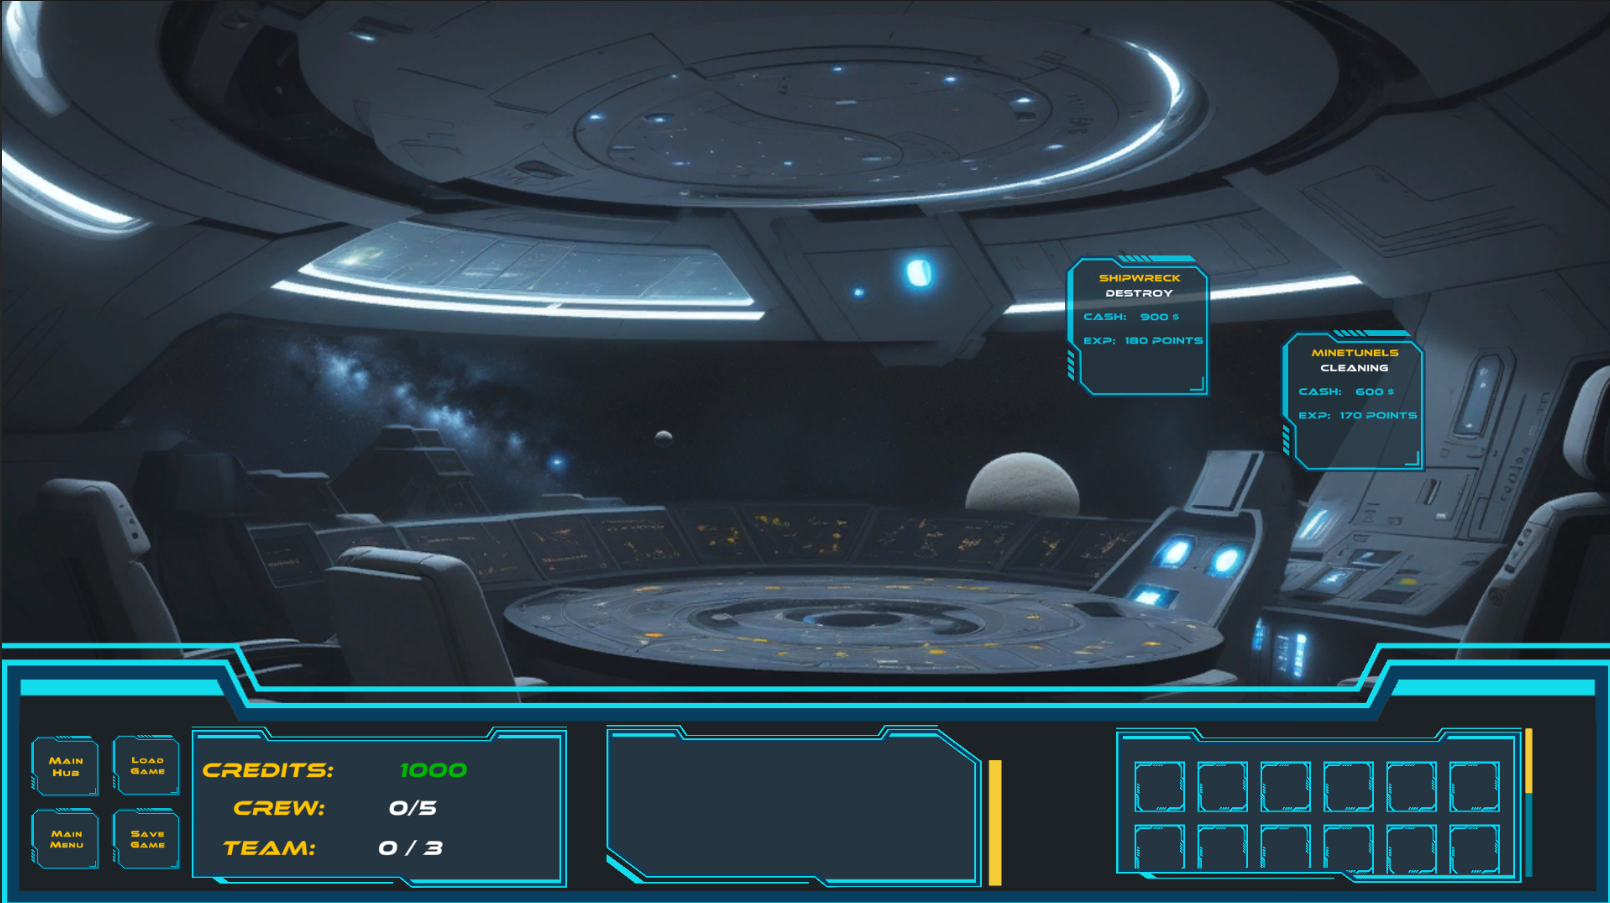 SHIPWRECK
DESTROY
CASH: 900 $
EXP: 180 POINTS
MINETUNELS
CLEANING
CASH: 600 $
EXP: 170 POINTS
MAIN
HUB
LOAD
GAME
MAIN
MENU
SAVE
GAME
CREDITS: 1000
CREW: 0/5
TEAM: 0 / 3